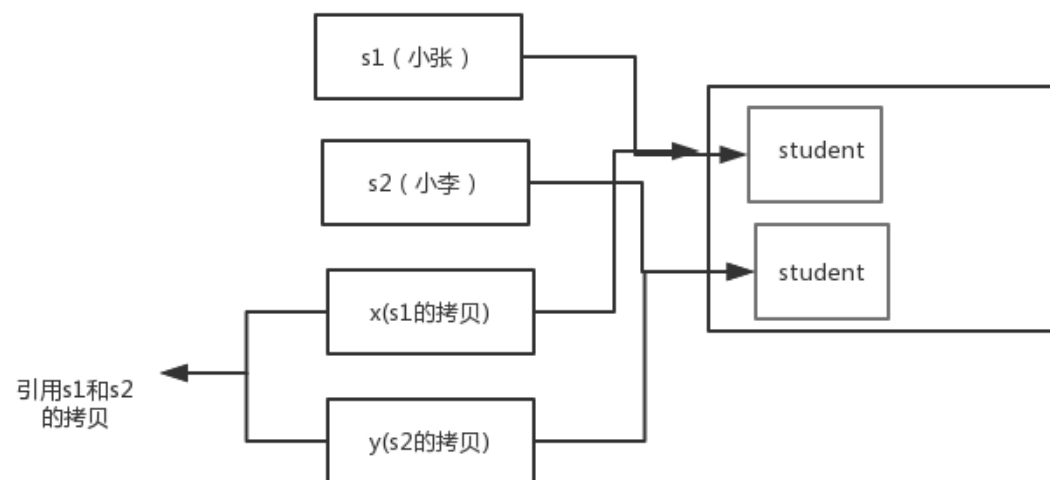 s1（小张）
student
s2（小李）
student
x(s1的拷贝)
引用s1和s2
的拷贝
y(s2的拷贝)